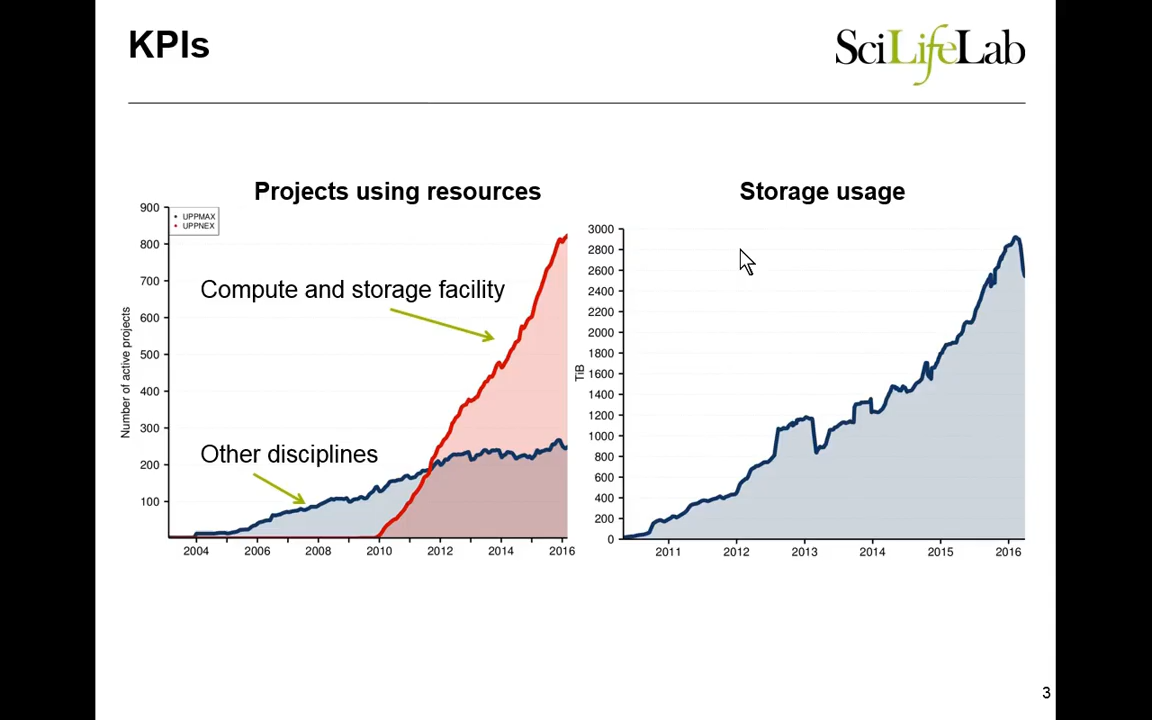 KPIs
SciLifeLab
Projects using resources
900
800
700
600
500
400
300
200
100
Number of active projects
UPPMAX
UPPNEX
Compute and storage facility
Other disciplines
2004 2006 2008 2010 2012 2014 2016
Storage usage
3000
2800
2600
2400
2200
2000
1800
1600
1400
1200
1000
800
600
400
200
0
TiB
2011 2012 2013 2014 2015 2016
3